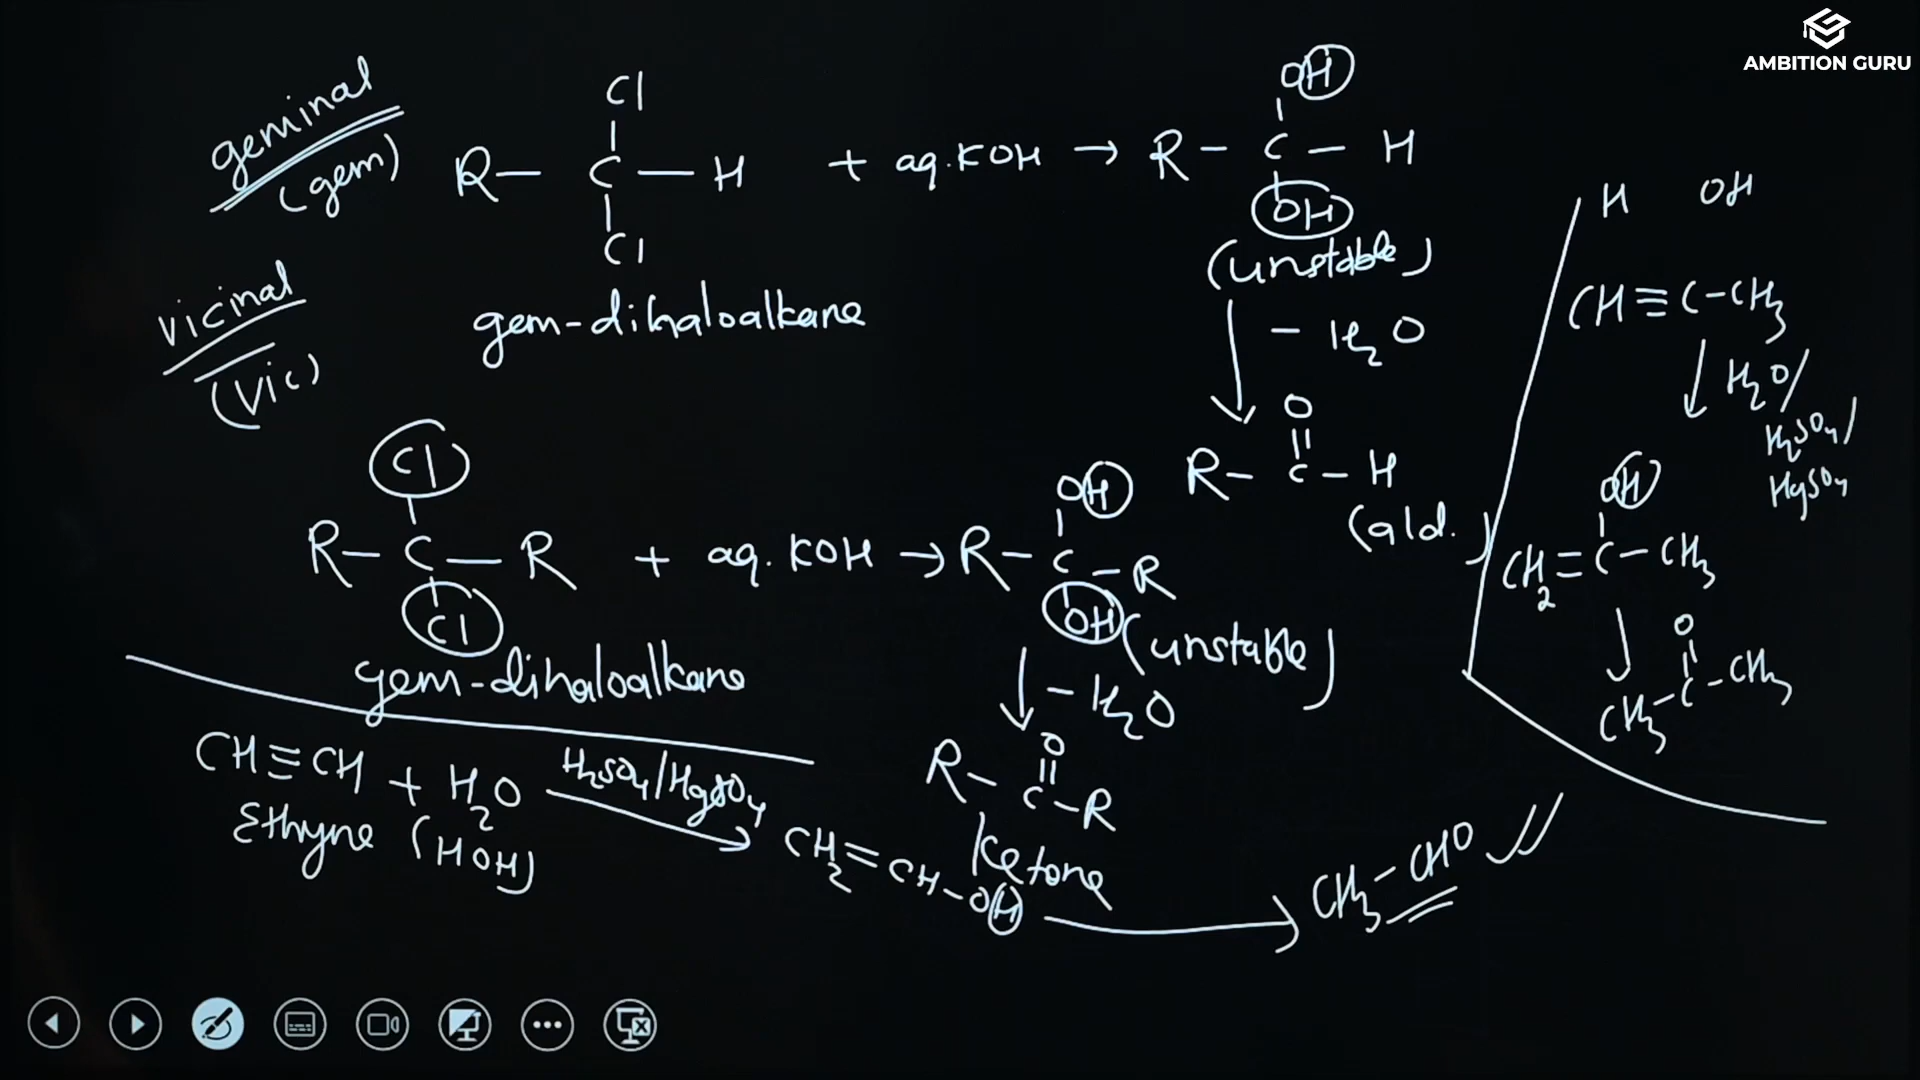 AMBITION GURU
geminal
(gem)
Cl
R - C - H + aq. KOH → R - C - H
Cl
gem-dihaloalkane
OH
OH
(unstable)
- H₂O
O
R - C - H
(ald.)
vicinal
(Vic)
Cl
R - C - R + aq. KOH → R - C - R
Cl
gem-dihaloalkane
OH
OH (unstable)
- H₂O
O
R - C - R
Ketone
H OH
CH≡C-CH₃
H₂O/
H₂SO₄/
HgSO₄
OH
CH₂=C-CH₃
O
CH₃-C-CH₃
CH≡CH + H₂O H₂SO₄/HgSO₄ → CH₂=CH-OH → CH₃-CHO
Ethyne (HOH)